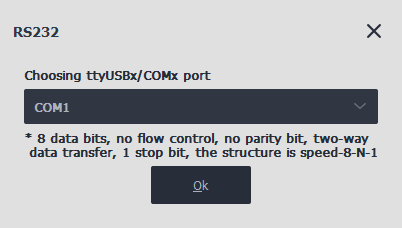 RS232
Choosing ttyUSBx/COMx port
COM1
* 8 data bits, no flow control, no parity bit, two-way
data transfer, 1 stop bit, the structure is speed-8-N-1
Ok